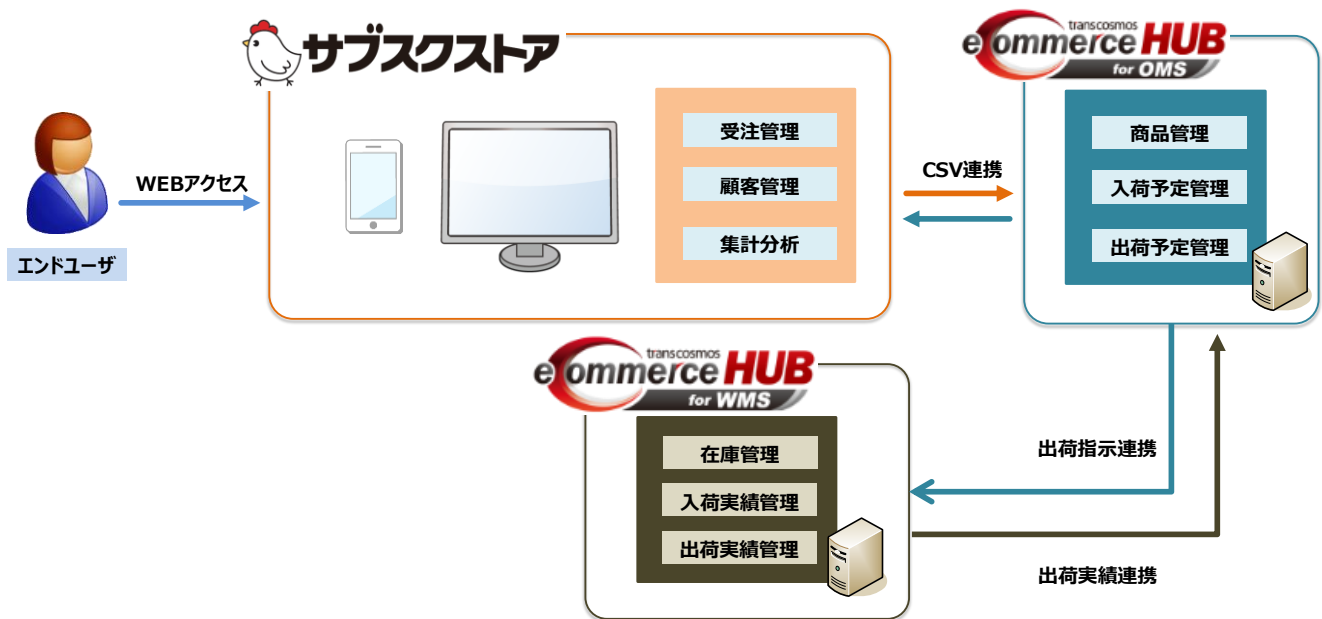 サブスクストア
transcosmos
eCommerce HUB
for OMS
受注管理
顧客管理
集計分析
商品管理
入荷予定管理
出荷予定管理
WEBアクセス
CSV連携
エンドユーザ
transcosmos
eCommerce HUB
for WMS
在庫管理
入荷実績管理
出荷実績管理
出荷指示連携
出荷実績連携